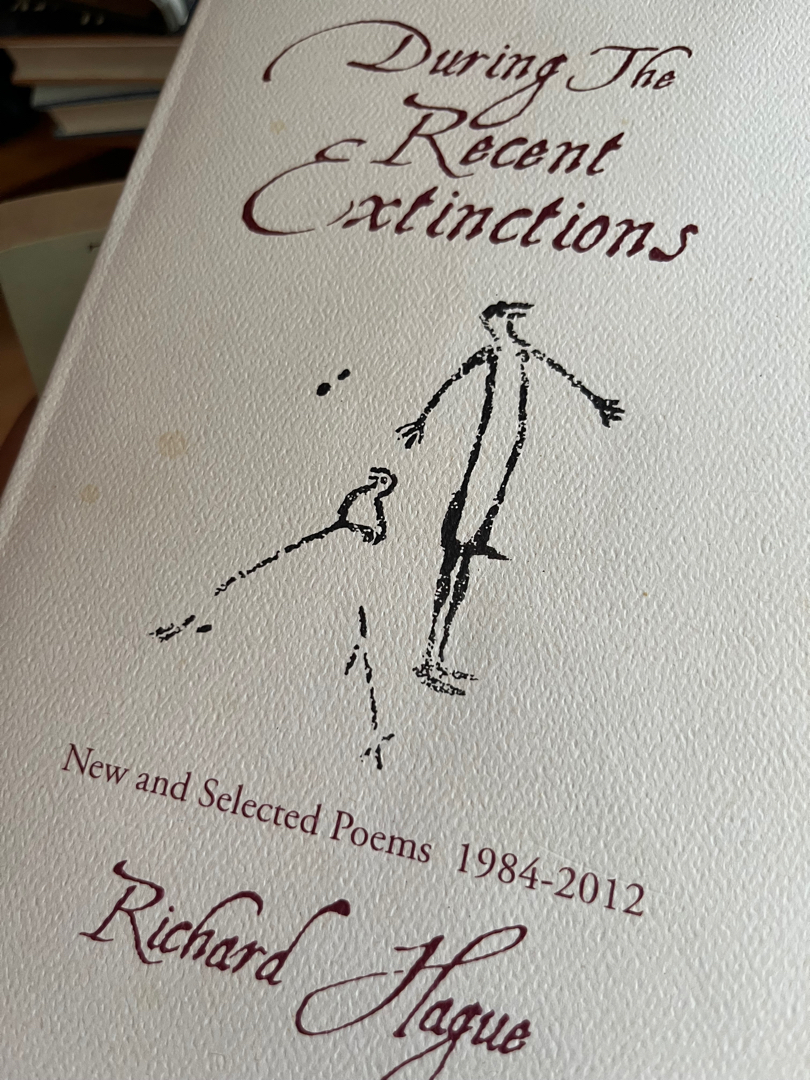 During The
Recent
Extinctions
New and Selected Poems 1984-2012
Richard Hague